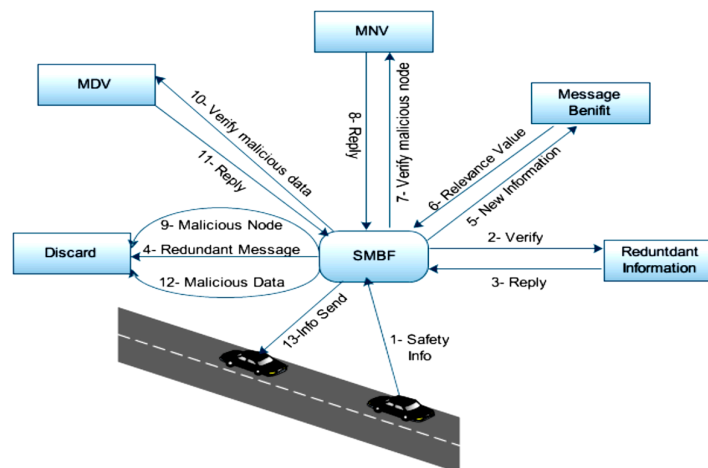 MNV
MDV
Message
Benifit
10- Verify malicious data
11- Reply
8- Reply
7- Verify malicious node
6- Relevance Value
5- New Information
9- Malicious Node
4- Redundant Message
12- Malicious Data
Discard
SMBF
2- Verify
3- Reply
Reduntdant
Information
13-Info Send
1- Safety
Info